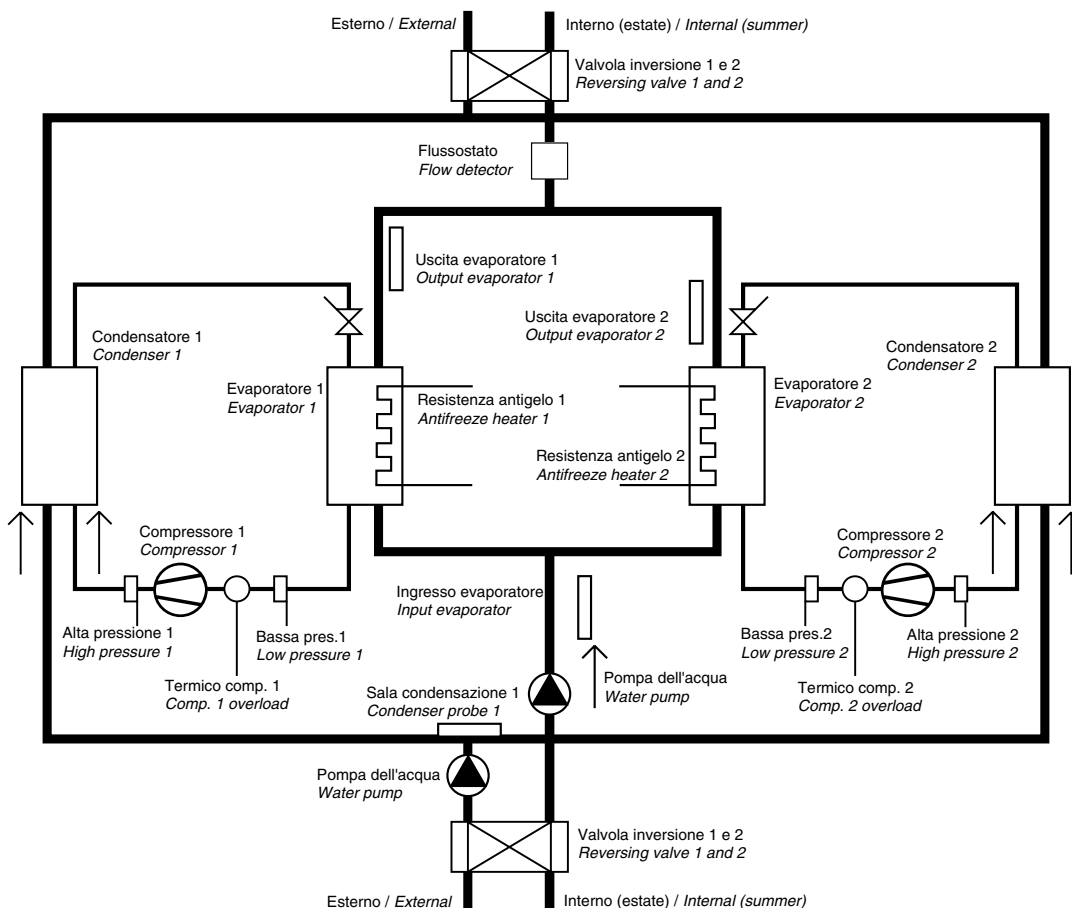 Esterno / External
Interno (estate) / Internal (summer)
Valvola inversione 1 e 2
Reversing valve 1 and 2
Flussostato
Flow detector
Uscita evaporatore 1
Output evaporator 1
Uscita evaporatore 2
Output evaporator 2
Condensatore 1
Condenser 1
Condensatore 2
Condenser 2
Evaporatore 1
Evaporator 1
Resistenza antigelo 1
Antifreeze heater 1
Evaporatore 2
Evaporator 2
Resistenza antigelo 2
Antifreeze heater 2
Compressore 1
Compressor 1
Compressore 2
Compressor 2
Ingresso evaporatore
Input evaporator
Alta pressione 1
High pressure 1
Bassa pres.1
Low pressure 1
Bassa pres.2
Low pressure 2
Alta pressione 2
High pressure 2
Termico comp. 1
Comp. 1 overload
Sala condensazione 1
Condenser probe 1
Pompa dell'acqua
Water pump
Termico comp. 2
Comp. 2 overload
Pompa dell'acqua
Water pump
Valvola inversione 1 e 2
Reversing valve 1 and 2
Esterno / External
Interno (estate) / Internal (summer)